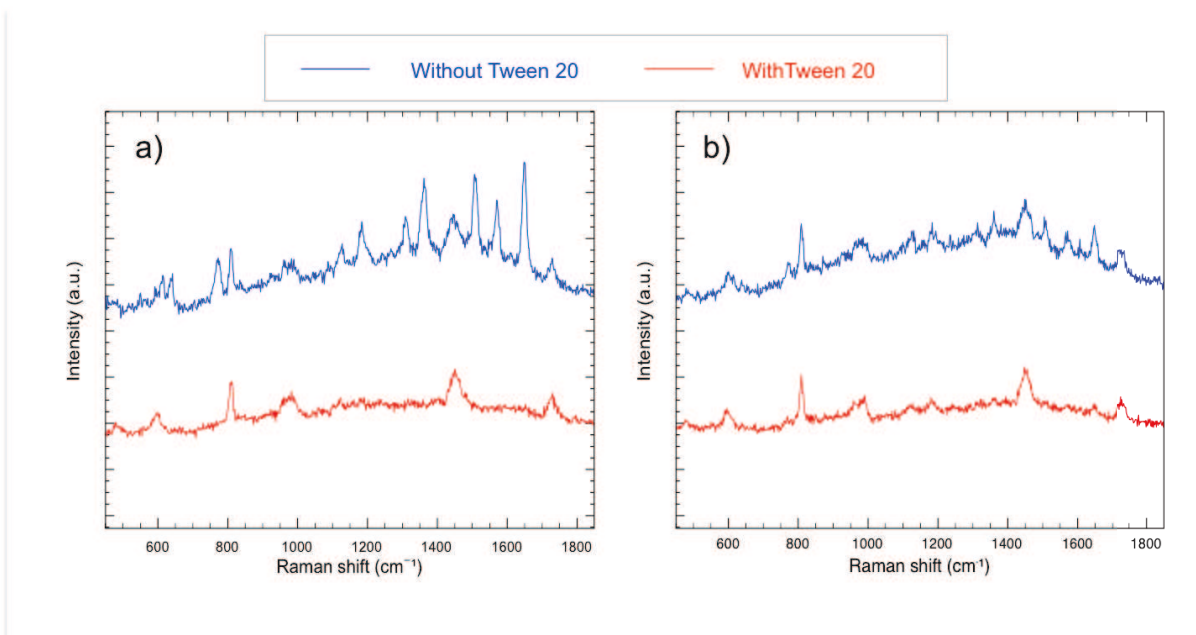 Without Tween 20 WithTween 20
a) b)
Intensity (a.u.) Intensity (a.u.)
600 800 1000 1200 1400 1600 1800 600 800 1000 1200 1400 1600 1800
Raman shift (cm⁻¹) Raman shift (cm⁻¹)